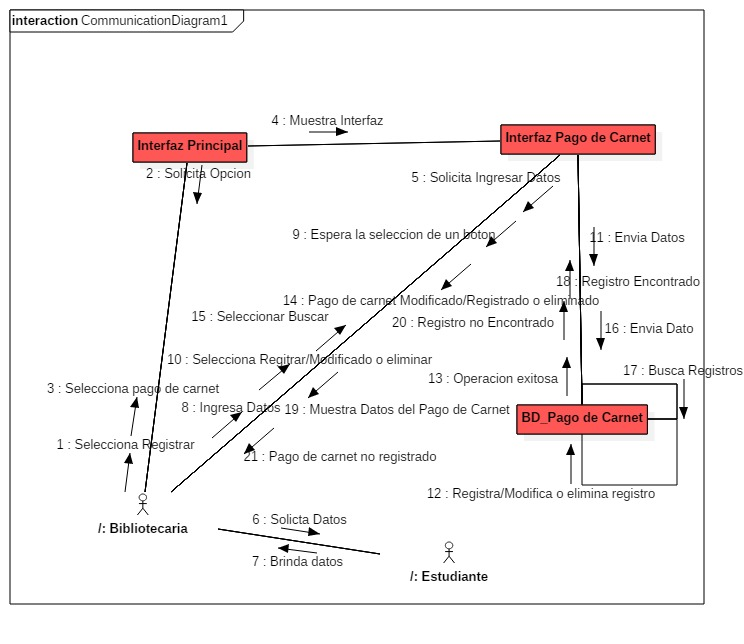 interaction CommunicationDiagram1
4 : Muestra Interfaz
Interfaz Principal
Interfaz Pago de Carnet
2 : Solicita Opcion
5 : Solicita Ingresar Datos
9 : Espera la seleccion de un boton
11 : Envia Datos
18 : Registro Encontrado
14 : Pago de carnet Modificado/Registrado o eliminado
15 : Seleccionar Buscar
20 : Registro no Encontrado
16 : Envia Dato
10 : Selecciona Regitrar/Modificado o eliminar
17 : Busca Registros
13 : Operacion exitosa
3 : Selecciona pago de carnet
8 : Ingresa Datos
19 : Muestra Datos del Pago de Carnet
BD_Pago de Carnet
1 : Selecciona Registrar
21 : Pago de carnet no registrado
12 : Registra/Modifica o elimina registro
/: Bibliotecaria
6 : Solicta Datos
7 : Brinda datos
/: Estudiante